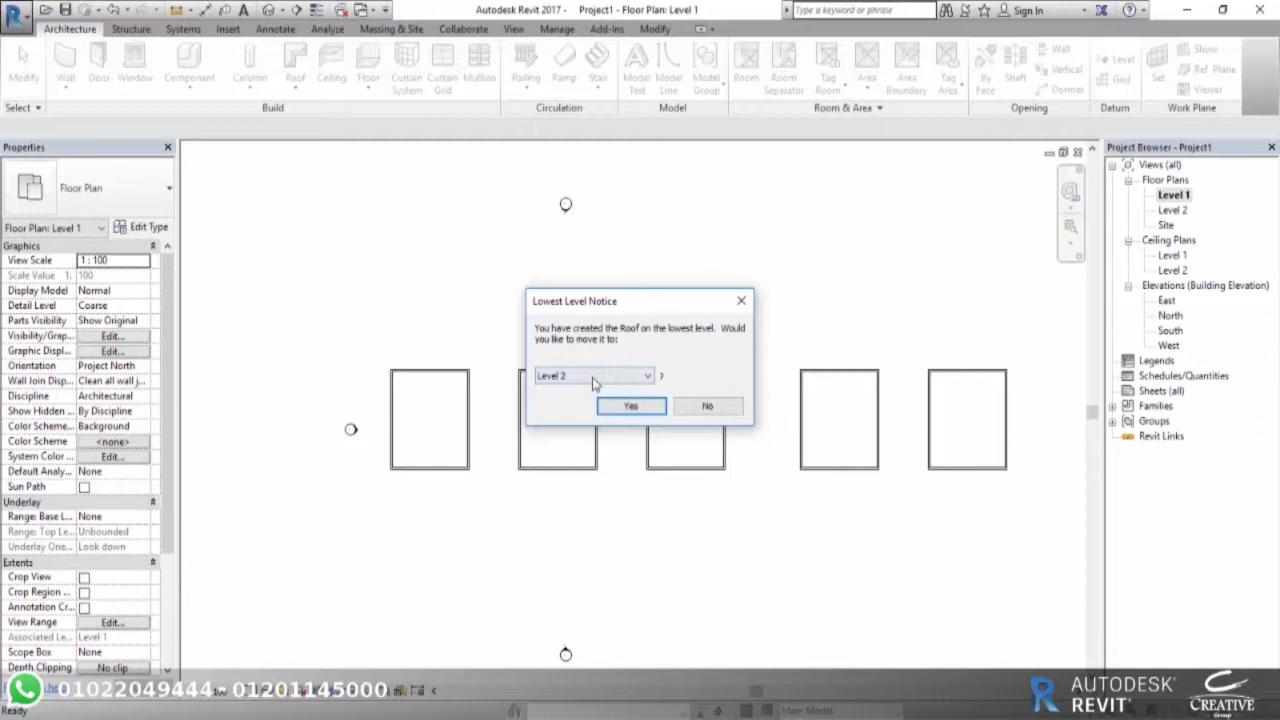 Autodesk Revit 2017 - Project1 - Floor Plan: Level 1
Type a keyword or phrase
Sign In
Architecture Structure Systems Insert Annotate Analyze Massing & Site Collaborate View Manage Add-Ins Modify
Modify Wall Door Window Component Column Roof Ceiling Floor Curtain System Curtain Grid Mullion Railing Ramp Stair Model Text Model Line Model Group Room Room Separator Tag Room Area Area Boundary Tag Area By Face Shaft Wall Vertical Dormer Level Grid Set Show Ref Plane Viewer
Select Build Circulation Model Room & Area Opening Datum Work Plane
Properties
Floor Plan
Floor Plan: Level 1 Edit Type
Graphics
View Scale 1 : 100
Scale Value 1: 100
Display Model Normal
Detail Level Coarse
Parts Visibility Show Original
Visibility/Grap... Edit...
Graphic Displ... Edit...
Orientation Project North
Wall Join Disp... Clean all wall j...
Discipline Architectural
Show Hidden ... By Discipline
Color Scheme... Background
Color Scheme <none>
System Color ... Edit...
Default Analy... None
Sun Path
Underlay
Range: Base L... None
Range: Top Le... Unbounded
Underlay Orie... Look down
Extents
Crop View
Crop Region ...
Annotation Cr...
View Range Edit...
Associated Le... Level 1
Scope Box None
Depth Clipping No clip
Lowest Level Notice
You have created the Roof on the lowest level. Would
you like to move it to:
Level 2 ?
Yes No
Project Browser - Project1
Views (all)
Floor Plans
Level 1
Level 2
Site
Ceiling Plans
Level 1
Level 2
Elevations (Building Elevation)
East
North
South
West
Legends
Schedules/Quantities
Sheets (all)
Families
Groups
Revit Links
01022049444 - 01201145000
Ready
:0
Main Model
AUTODESK®
REVIT®
CREATIVE
Group